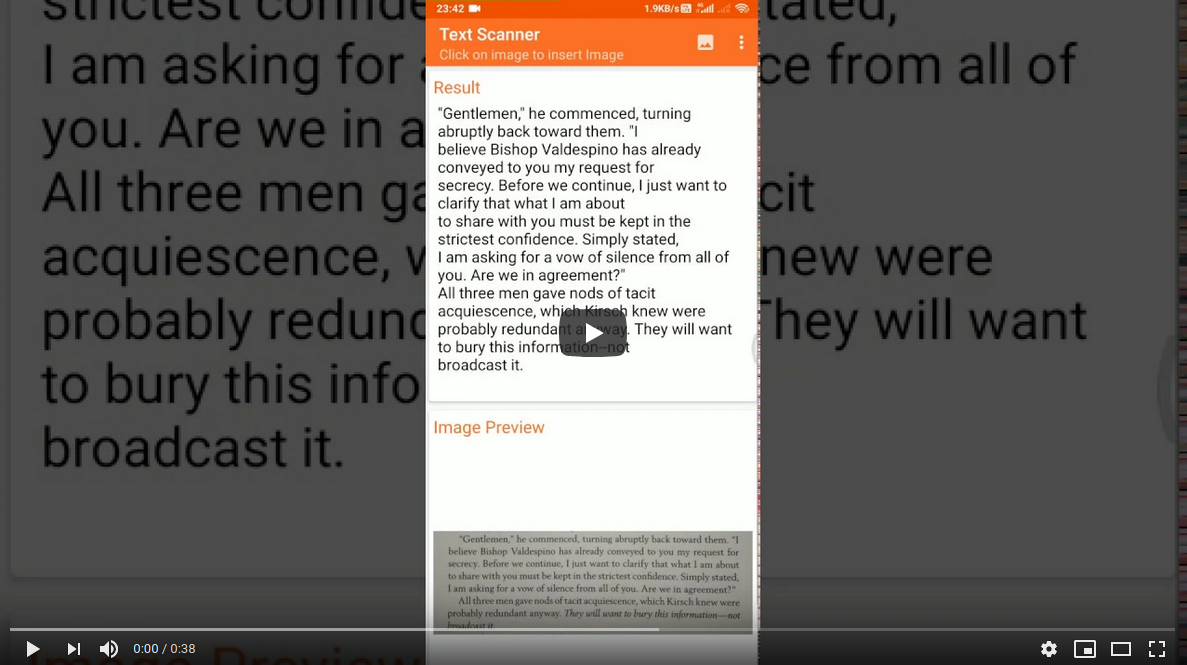 strictest confide
tated,
I am asking for
ce from all of
you. Are we in a
All three men ga
cit
acquiescence, w
new were
probably redund
They will want
to bury this info
broadcast it.
23:42
1.9KB/s
Text Scanner
Click on image to insert Image
Result
"Gentlemen," he commenced, turning
abruptly back toward them. "I
believe Bishop Valdespino has already
conveyed to you my request for
secrecy. Before we continue, I just want to
clarify that what I am about
to share with you must be kept in the
strictest confidence. Simply stated,
I am asking for a vow of silence from all of
you. Are we in agreement?"
All three men gave nods of tacit
acquiescence, which Kirsch knew were
probably redundant anyway. They will want
to bury this information--not
broadcast it.
Image Preview
"Gentlemen," he commenced, turning abruptly back toward them. "I
believe Bishop Valdespino has already conveyed to you my request for
secrecy. Before we continue, I just want to clarify that what I am about
to share with you must be kept in the strictest confidence. Simply stated,
I am asking for a vow of silence from all of you. Are we in agreement?"
All three men gave nods of tacit acquiescence, which Kirsch knew were
probably redundant anyway. They will want to bury this information—not
broadcast it.
Image Preview
0:00 / 0:38